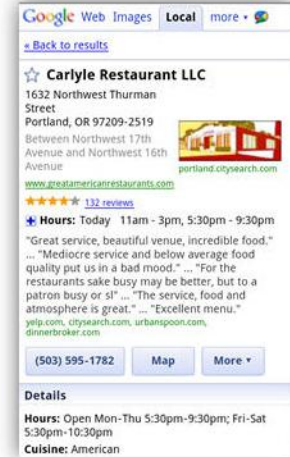 Google Web Images Local more
« Back to results
Carlyle Restaurant LLC
1632 Northwest Thurman
Street
Portland, OR 97209-2519
Between Northwest 17th
Avenue and Northwest 16th
Avenue
portland.citysearch.com
www.greatamericanrestaurants.com
132 reviews
Hours: Today 11am - 3pm, 5:30pm - 9:30pm
"Great service, beautiful venue, incredible food."
... "Mediocre service and below average food
quality put us in a bad mood." ... "For the
restaurants sake busy may be better, but to a
patron busy or sl" ... "The service, food and
atmosphere is great." ... "Excellent menu."
yelp.com, citysearch.com, urbanspoon.com,
dinnerbroker.com
(503) 595-1782 Map More
Details
Hours: Open Mon-Thu 5:30pm-9:30pm; Fri-Sat
5:30pm-10:30pm
Cuisine: American